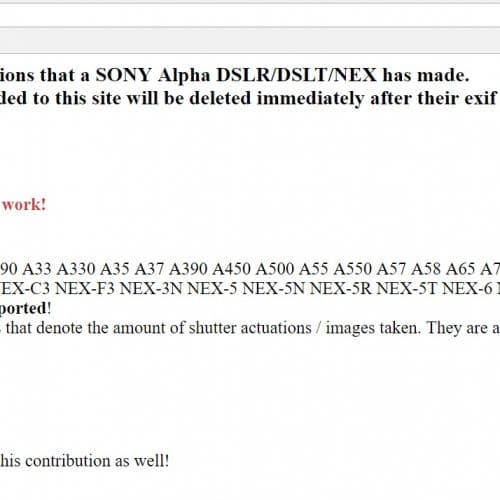 ions that a SONY Alpha DSLR/DSLT/NEX has made.
ded to this site will be deleted immediately after their exif
work!
90 A33 A330 A35 A37 A390 A450 A500 A55 A550 A57 A58 A65 A7
NEX-C3 NEX-F3 NEX-3N NEX-5 NEX-5N NEX-5R NEX-5T NEX-6
ported!
that denote the amount of shutter actuations / images taken. They are a
his contribution as well!